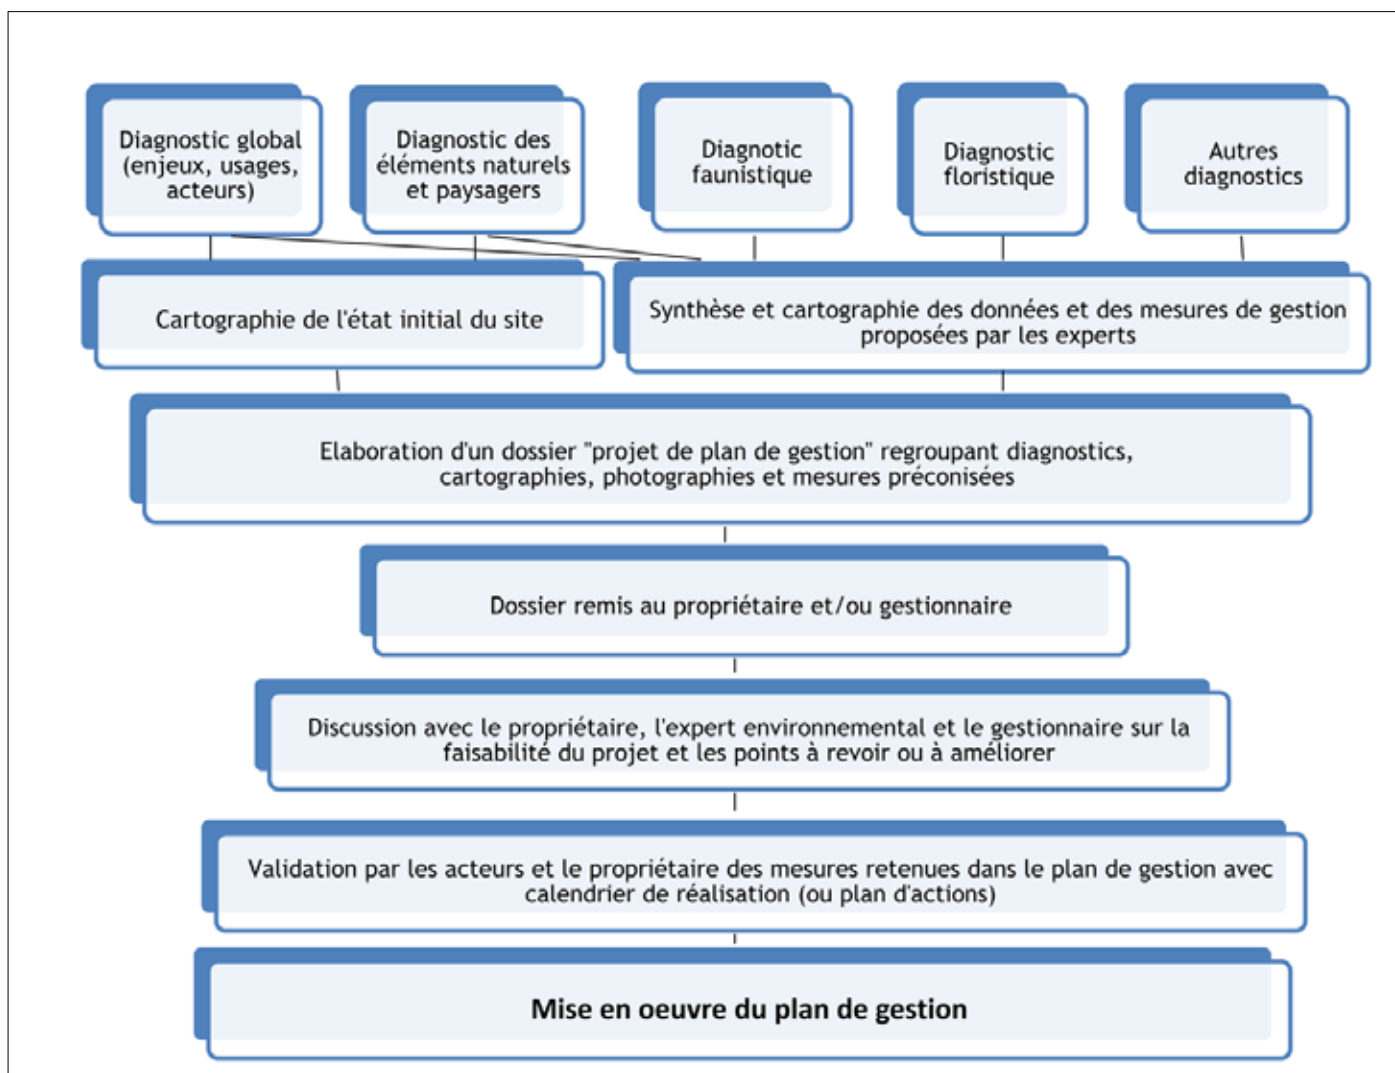 Diagnostic global
(enjeux, usages,
acteurs)
Diagnostic des
éléments naturels
et paysagers
Diagnotic
faunistique
Diagnostic
floristique
Autres
diagnostics
Cartographie de l'état initial du site
Synthèse et cartographie des données et des mesures de gestion
proposées par les experts
Elaboration d'un dossier "projet de plan de gestion" regroupant diagnostics,
cartographies, photographies et mesures préconisées
Dossier remis au propriétaire et/ou gestionnaire
Discussion avec le propriétaire, l'expert environnemental et le gestionnaire sur la
faisabilité du projet et les points à revoir ou à améliorer
Validation par les acteurs et le propriétaire des mesures retenues dans le plan de gestion avec
calendrier de réalisation (ou plan d'actions)
Mise en oeuvre du plan de gestion